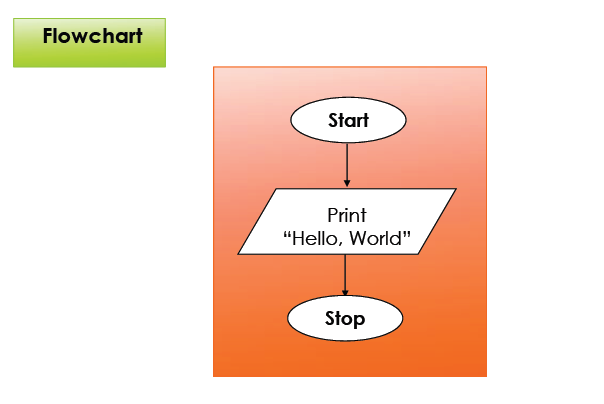 Flowchart
Start
Print
“Hello, World”
Stop